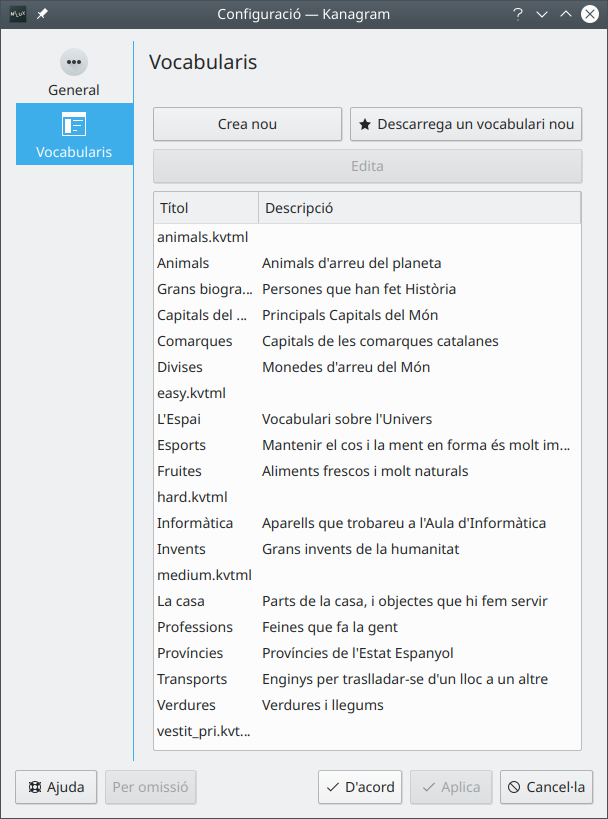 Configuració — Kanagram
General
Vocabularis
Vocabularis
Crea nou
Descarrega un vocabulari nou
Edita
Títol Descripció
animals.kvtml
Animals Animals d'arreu del planeta
Grans biogra... Persones que han fet Història
Capitals del ... Principals Capitals del Món
Comarques Capitals de les comarques catalanes
Divises Monedes d'arreu del Món
easy.kvtml
L'Espai Vocabulari sobre l'Univers
Esports Mantenir el cos i la ment en forma és molt im...
Fruites Aliments frescos i molt naturals
hard.kvtml
Informàtica Aparells que trobareu a l'Aula d'Informàtica
Invents Grans invents de la humanitat
medium.kvtml
La casa Parts de la casa, i objectes que hi fem servir
Professions Feines que fa la gent
Províncies Províncies de l'Estat Espanyol
Transports Enginys per traslladar-se d'un lloc a un altre
Verdures Verdures i llegums
vestit_pri.kvt...
Ajuda
Per omissió
D'acord
Aplica
Cancel·la